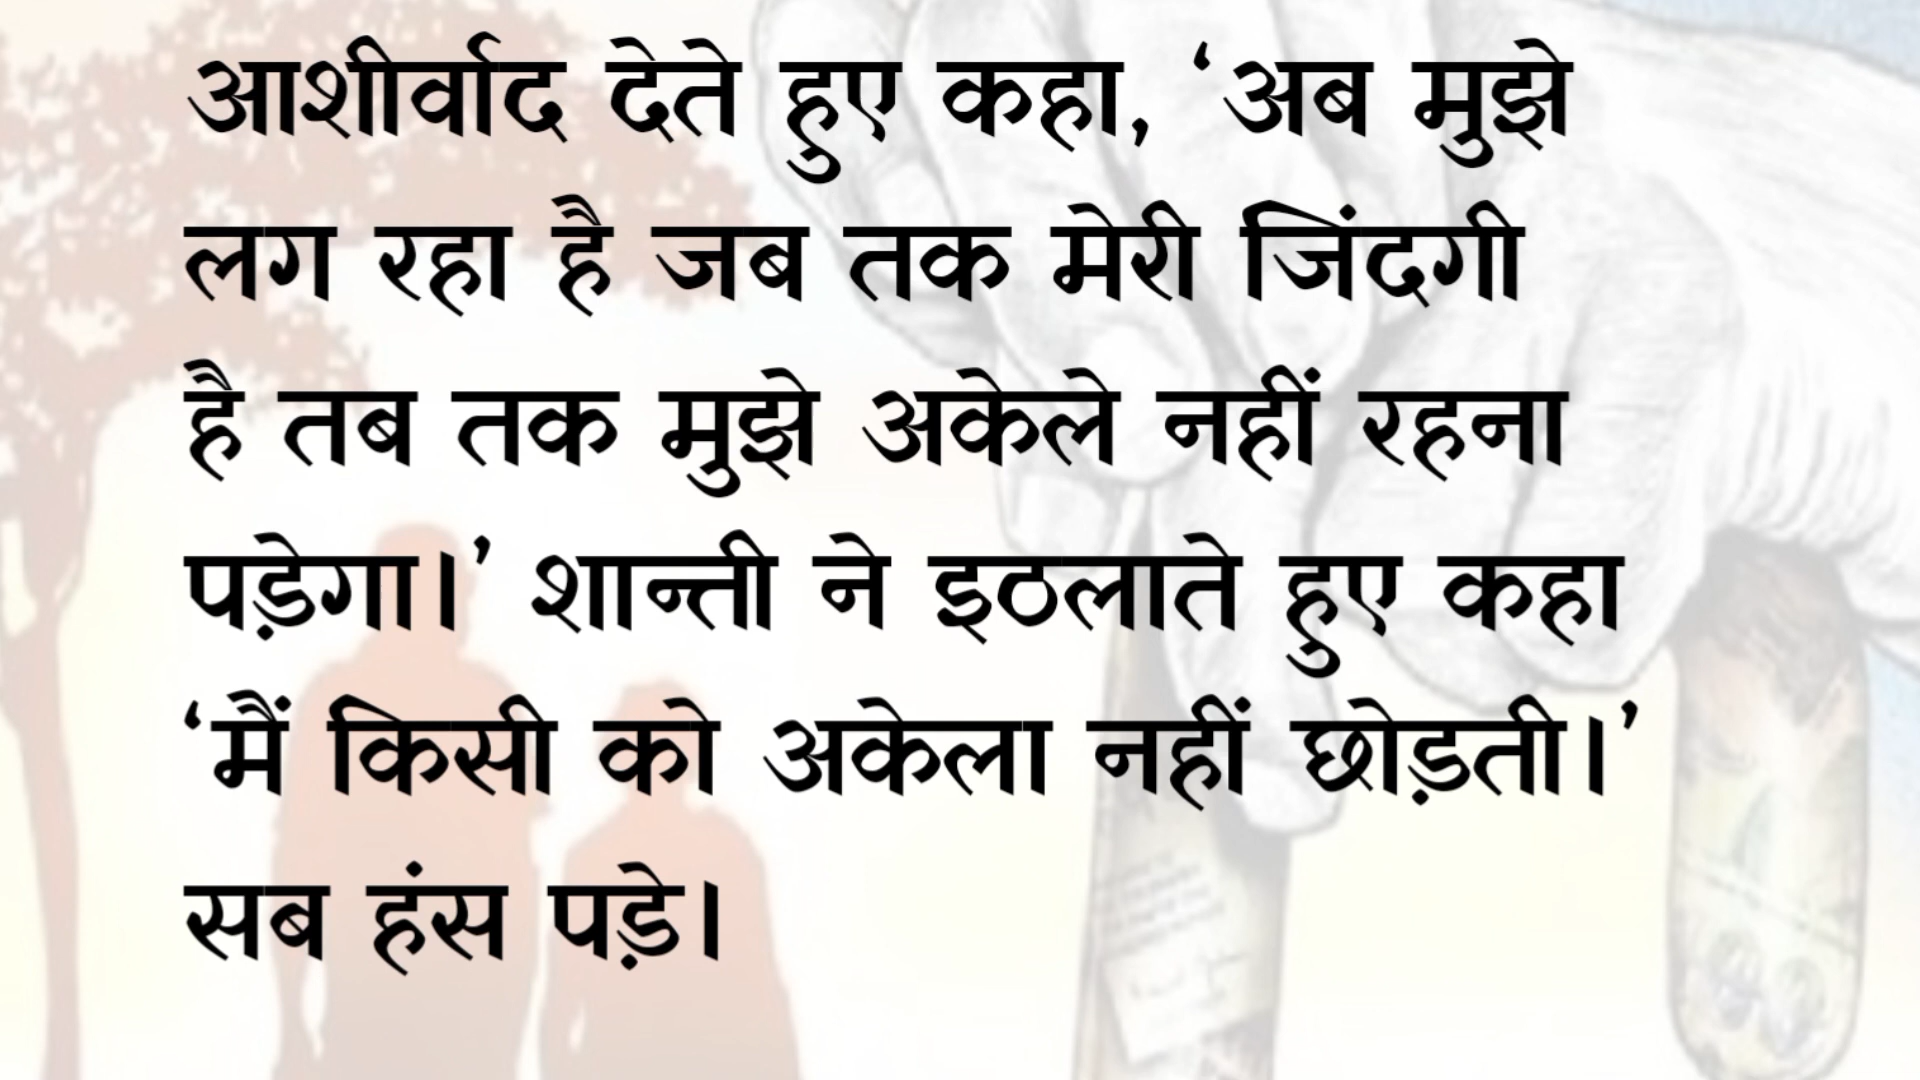 आशीर्वाद देते हुए कहा, ‘अब मुझे
लग रहा है जब तक मेरी जिंदगी
है तब तक मुझे अकेले नहीं रहना
पड़ेगा।’ शान्ती ने इठलाते हुए कहा
‘मैं किसी को अकेला नहीं छोड़ती।’
सब हंस पड़े।